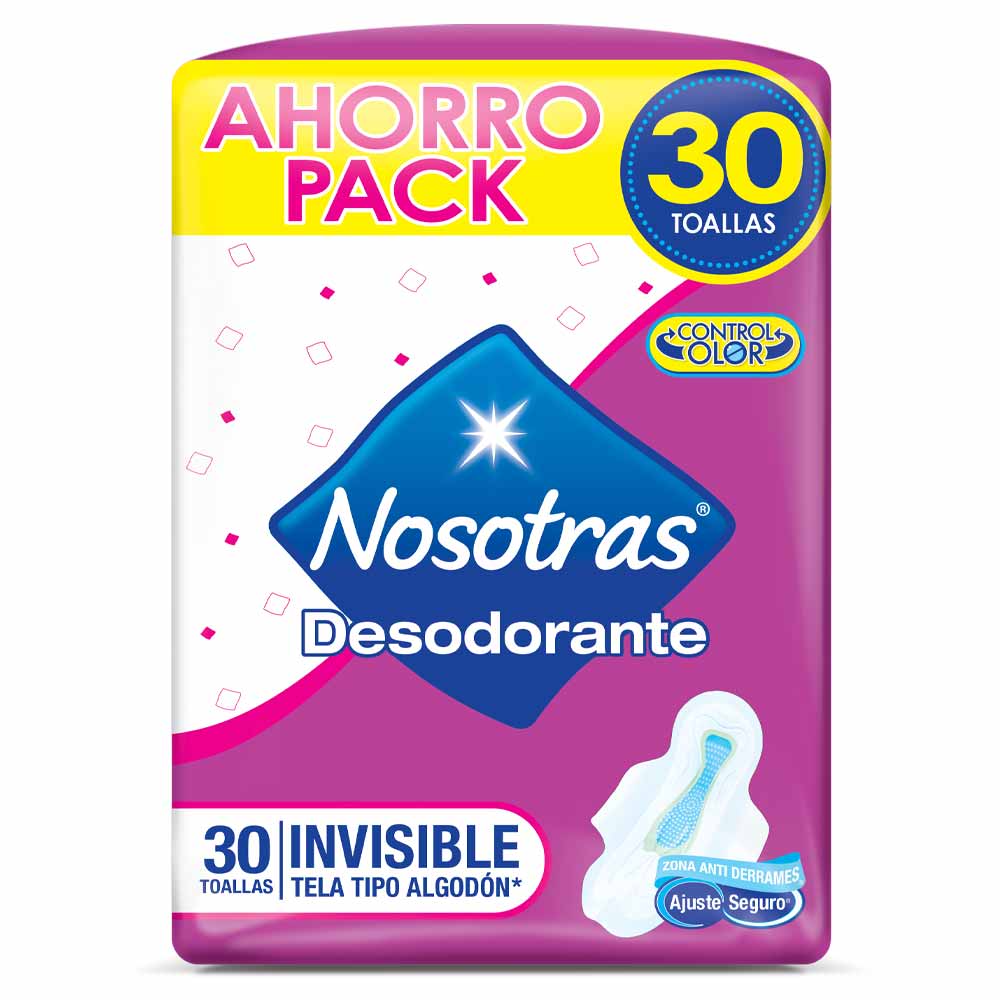 AHORRO
PACK
30
TOALLAS
CONTROL
OLOR
Nosotras®
Desodorante
30
TOALLAS
INVISIBLE
TELA TIPO ALGODÓN*
ZONA ANTI DERRAMES
Ajuste Seguro®